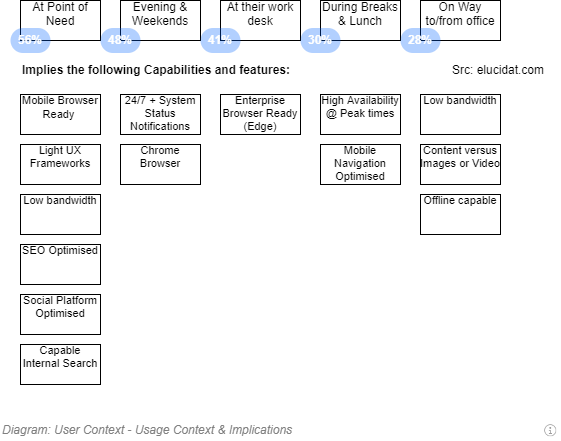 At Point of Need
Evening & Weekends
At their work desk
During Breaks & Lunch
On Way to/from office
56%
48%
41%
30%
28%
Implies the following Capabilities and features:
Src: elucidat.com
Mobile Browser Ready
24/7 + System Status Notifications
Enterprise Browser Ready (Edge)
High Availability @ Peak times
Low bandwidth
Light UX Frameworks
Chrome Browser
Mobile Navigation Optimised
Content versus Images or Video
Low bandwidth
Offline capable
SEO Optimised
Social Platform Optimised
Capable Internal Search
Diagram: User Context - Usage Context & Implications